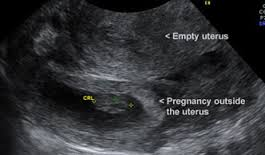 < Empty uterus
CRL
< Pregnancy outside
the uterus